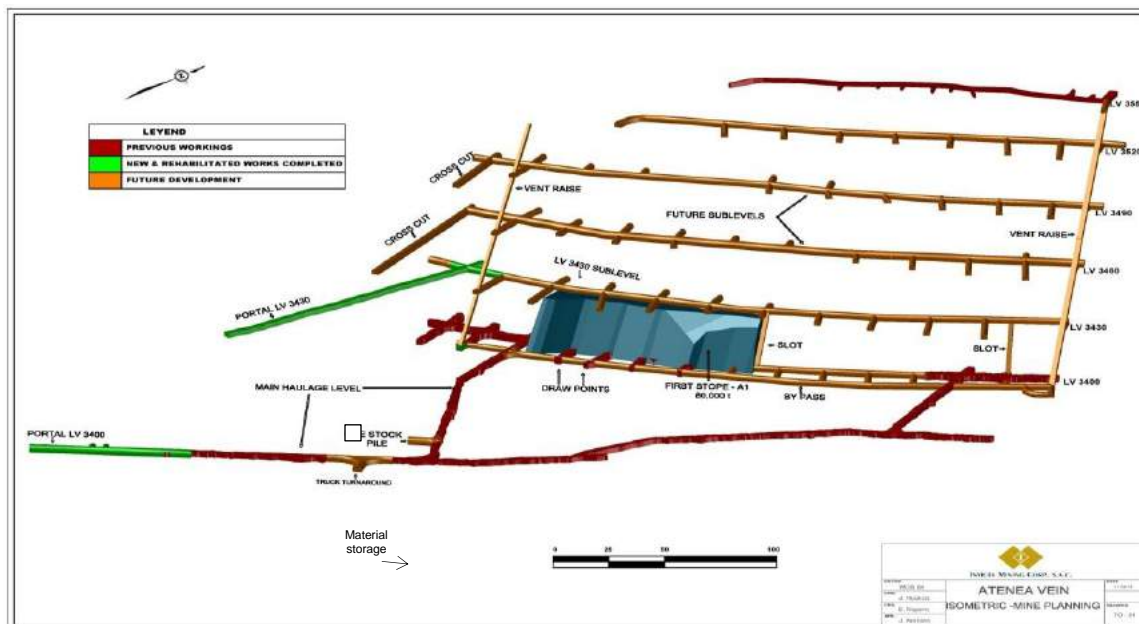 LEYEND
PREVIOUS WORKINGS
NEW & REHABILITATED WORKS COMPLETED
FUTURE DEVELOPMENT
LV 3520
CROSS CUT
VENT RAISE
FUTURE SUBLEVELS
LV 3490
VENT RAISE
CROSS CUT
LV 3460
LV 3430 SUBLEVEL
PORTAL LV 3430
LV 3430
SLOT
SLOT
MAIN HAULAGE LEVEL
DRAW POINTS
FIRST STOPE - A1
60,000 t
BY PASS
LV 3400
PORTAL LV 3400
E STOCK
PILE
TRUCK TURNAROUND
Material
storage
0 25 50 100
INVICTA MINING CORP. S.A.C.
ATENEA VEIN
ISOMETRIC -MINE PLANNING